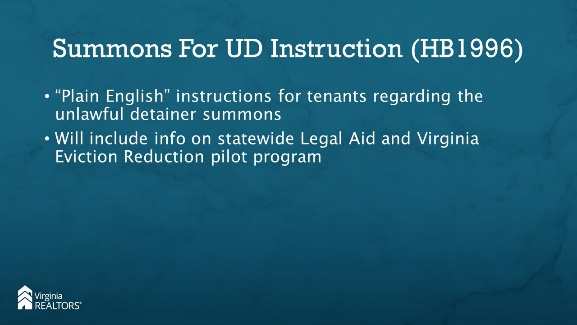 Summons For UD Instruction (HB1996)
• “Plain English” instructions for tenants regarding the
unlawful detainer summons
• Will include info on statewide Legal Aid and Virginia
Eviction Reduction pilot program
Virginia
REALTORS®